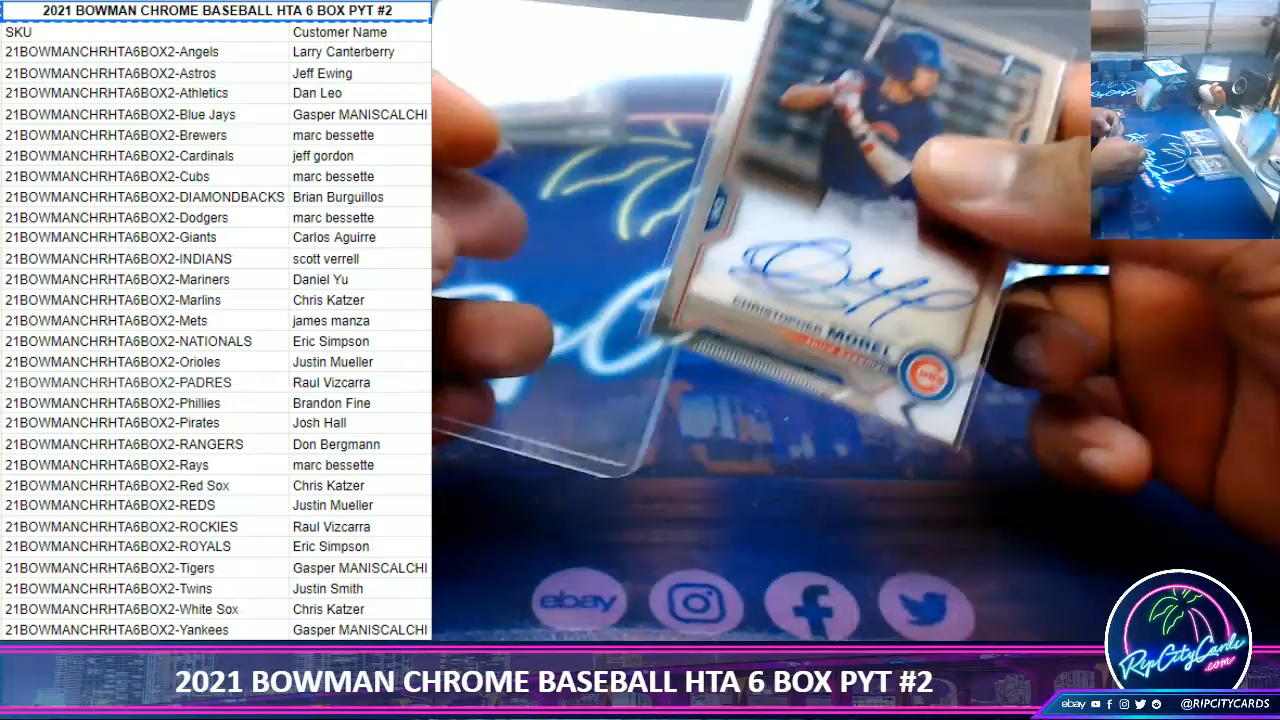 2021 BOWMAN CHROME BASEBALL HTA 6 BOX PYT #2
SKU Customer Name
21BOWMANCHRHTA6BOX2-Angels Larry Canterberry
21BOWMANCHRHTA6BOX2-Astros Jeff Ewing
21BOWMANCHRHTA6BOX2-Athletics Dan Leo
21BOWMANCHRHTA6BOX2-Blue Jays Gasper MANISCALCHI
21BOWMANCHRHTA6BOX2-Brewers marc bessette
21BOWMANCHRHTA6BOX2-Cardinals jeff gordon
21BOWMANCHRHTA6BOX2-Cubs marc bessette
21BOWMANCHRHTA6BOX2-DIAMONDBACKS Brian Burguillos
21BOWMANCHRHTA6BOX2-Dodgers marc bessette
21BOWMANCHRHTA6BOX2-Giants Carlos Aguirre
21BOWMANCHRHTA6BOX2-INDIANS scott verrell
21BOWMANCHRHTA6BOX2-Mariners Daniel Yu
21BOWMANCHRHTA6BOX2-Marlins Chris Katzer
21BOWMANCHRHTA6BOX2-Mets james manza
21BOWMANCHRHTA6BOX2-NATIONALS Eric Simpson
21BOWMANCHRHTA6BOX2-Orioles Justin Mueller
21BOWMANCHRHTA6BOX2-PADRES Raul Vizcarra
21BOWMANCHRHTA6BOX2-Phillies Brandon Fine
21BOWMANCHRHTA6BOX2-Pirates Josh Hall
21BOWMANCHRHTA6BOX2-RANGERS Don Bergmann
21BOWMANCHRHTA6BOX2-Rays marc bessette
21BOWMANCHRHTA6BOX2-Red Sox Chris Katzer
21BOWMANCHRHTA6BOX2-REDS Justin Mueller
21BOWMANCHRHTA6BOX2-ROCKIES Raul Vizcarra
21BOWMANCHRHTA6BOX2-ROYALS Eric Simpson
21BOWMANCHRHTA6BOX2-Tigers Gasper MANISCALCHI
21BOWMANCHRHTA6BOX2-Twins Justin Smith
21BOWMANCHRHTA6BOX2-White Sox Chris Katzer
21BOWMANCHRHTA6BOX2-Yankees Gasper MANISCALCHI
CHRISTOPHER MOREL
CUBS
ebay
RipCityCards
.com
2021 BOWMAN CHROME BASEBALL HTA 6 BOX PYT #2
ebay @RIPCITYCARDS